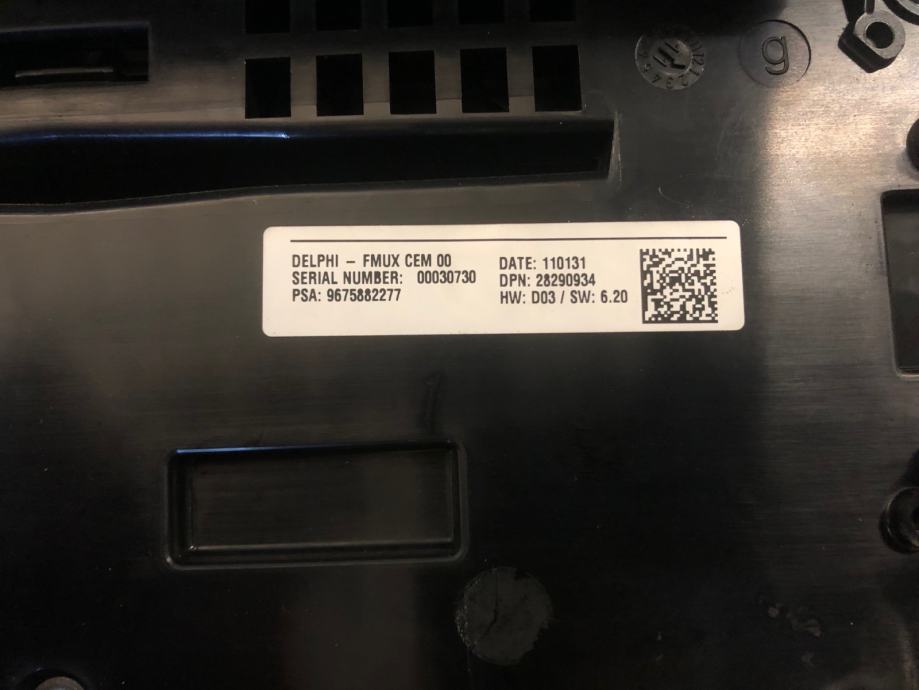 DELPHI – FMUX CEM 00
SERIAL NUMBER: 00030730
PSA: 9675882277
DATE: 110131
DPN: 28290934
HW: D03 / SW: 6.20
g